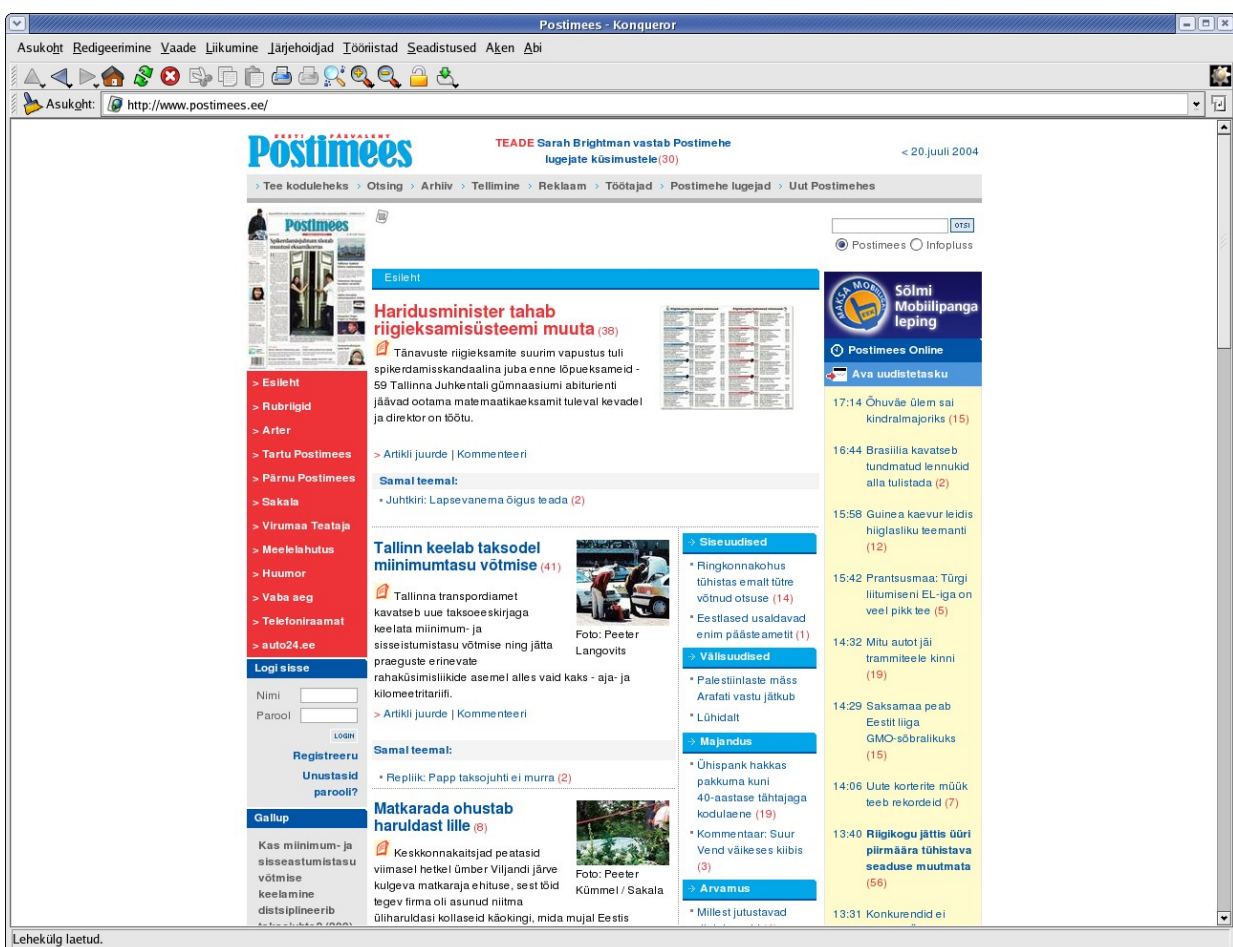 Postimees - Konqueror
Asukoht Redigeerimine Vaade Liikumine Järjehoidjad Tööriistad Seadistused Aken Abi
Asukoht: http://www.postimees.ee/
EESTI PÄEVALEHT
Postimees
TEADE Sarah Brightman vastab Postimehe
lugejate küsimustele(30)
< 20.juuli 2004
> Tee koduleheks > Otsing > Arhiiv > Tellimine > Reklaam > Töötajad > Postimehe lugejad > Uut Postimehes
Postimees
OTSI
Postimees Infopluss
> Esileht
> Rubriigid
> Arter
> Tartu Postimees
> Pärnu Postimees
> Sakala
> Virumaa Teataja
> Meelelahutus
> Huumor
> Vaba aeg
> Telefoniraamat
> auto24.ee
Logi sisse
Nimi
Parool
LOGIN
Registreeru
Unustasid
parooli?
Gallup
Kas miinimum- ja
sisseastumistasu
võtmise
keelamine
distsiplineerib
Esileht
Haridusminister tahab
riigieksamisüsteemi muuta (38)
Tänavuste riigieksamite suurim vapustus tuli
spikerdamisskandaalina juba enne lõpueksameid -
59 Tallinna Juhkentali gümnaasiumi abiturienti
jäävad ootama matemaatikaeksamit tuleval kevadel
ja direktor on töötu.
> Artikli juurde | Kommenteeri
Samal teemal:
• Juhtkiri: Lapsevanema õigus teada (2)
Tallinn keelab taksodel
miinimumtasu võtmise (41)
Tallinna transpordiamet
kavatseb uue taksoeeskirjaga
keelata miinimum- ja
sisseistumistasu võtmise ning jätta
praeguste erinevate
rahaküsimisliikide asemel alles vaid kaks - aja- ja
kilomeetritariifi.
Foto: Peeter
Langovits
> Artikli juurde | Kommenteeri
Samal teemal:
• Repliik: Papp taksojuhti ei murra (2)
Matkarada ohustab
haruldast lille (8)
Keskkonnakaitsjad peatasid
viimasel hetkel ümber Viljandi järve
kulgeva matkaraja ehituse, sest töid
tegev firma oli asunud niitma
üliharuldasi kollaseid käokingi, mida mujal Eestis
Foto: Peeter
Kümmel / Sakala
Siseuudised
• Ringkonnakohus
tühistas emalt tütre
võtnud otsuse (14)
• Eestlased usaldavad
enim päästeametit (1)
Välisuudised
• Palestiinlaste mäss
Arafati vastu jätkub
• Lühidalt
Majandus
• Ühispank hakkas
pakkuma kuni
40-aastase tähtajaga
kodulaene (19)
• Kommentaar: Suur
Vend väikeses kiibis
(3)
Arvamus
• Millest jutustavad
MAKSA MOBIILIGA
EEK
Sõlmi
Mobiilipanga
leping
Postimees Online
Ava uudistetasku
17:14 Õhuväe ülem sai
kindralmajoriks (15)
16:44 Brasiilia kavatseb
tundmatud lennukid
alla tulistada (2)
15:58 Guinea kaevur leidis
hiiglasliku teemanti
(12)
15:42 Prantsusmaa: Türgi
liitumiseni EL-iga on
veel pikk tee (5)
14:32 Mitu autot jäi
trammiteele kinni
(19)
14:29 Saksamaa peab
Eestit liiga
GMO-sõbralikuks
(15)
14:06 Uute korterite müük
teeb rekordeid (7)
13:40 Riigikogu jättis üüri
piirmäära tühistava
seaduse muutmata
(56)
13:31 Konkurendid ei
Lehekülg laetud.